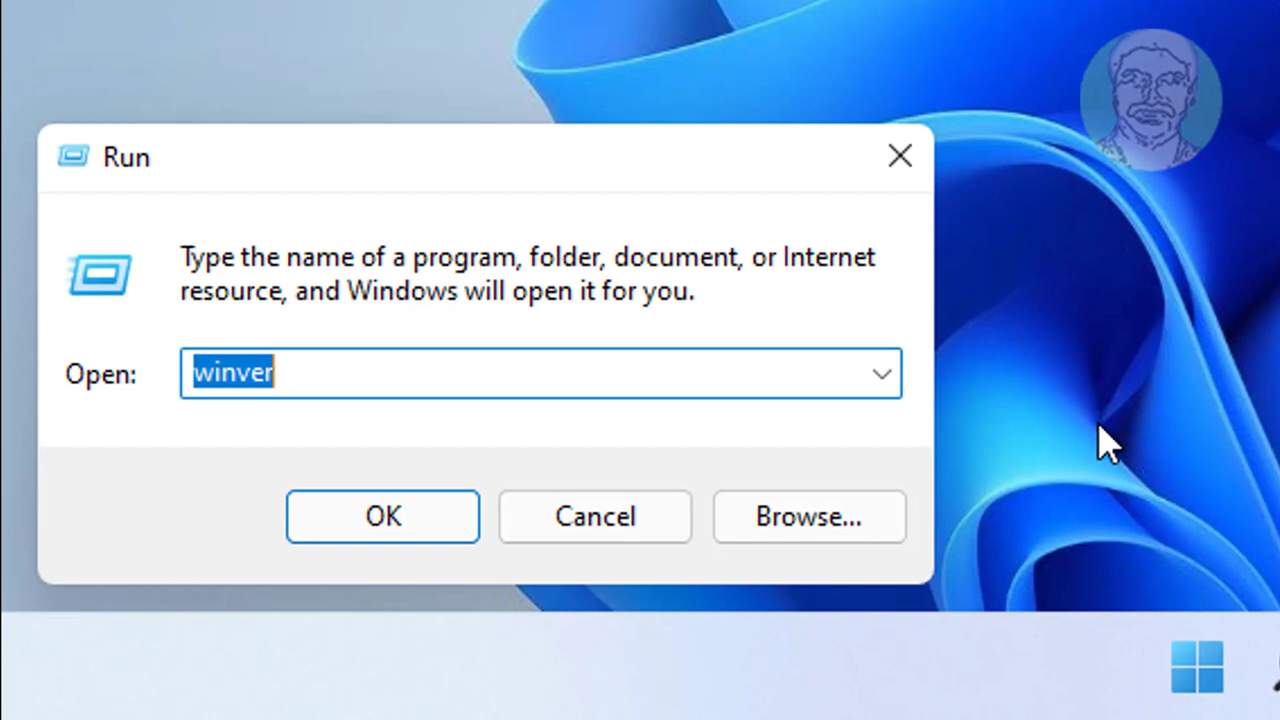 Run
Type the name of a program, folder, document, or Internet
resource, and Windows will open it for you.
Open:
winver
OK
Cancel
Browse...